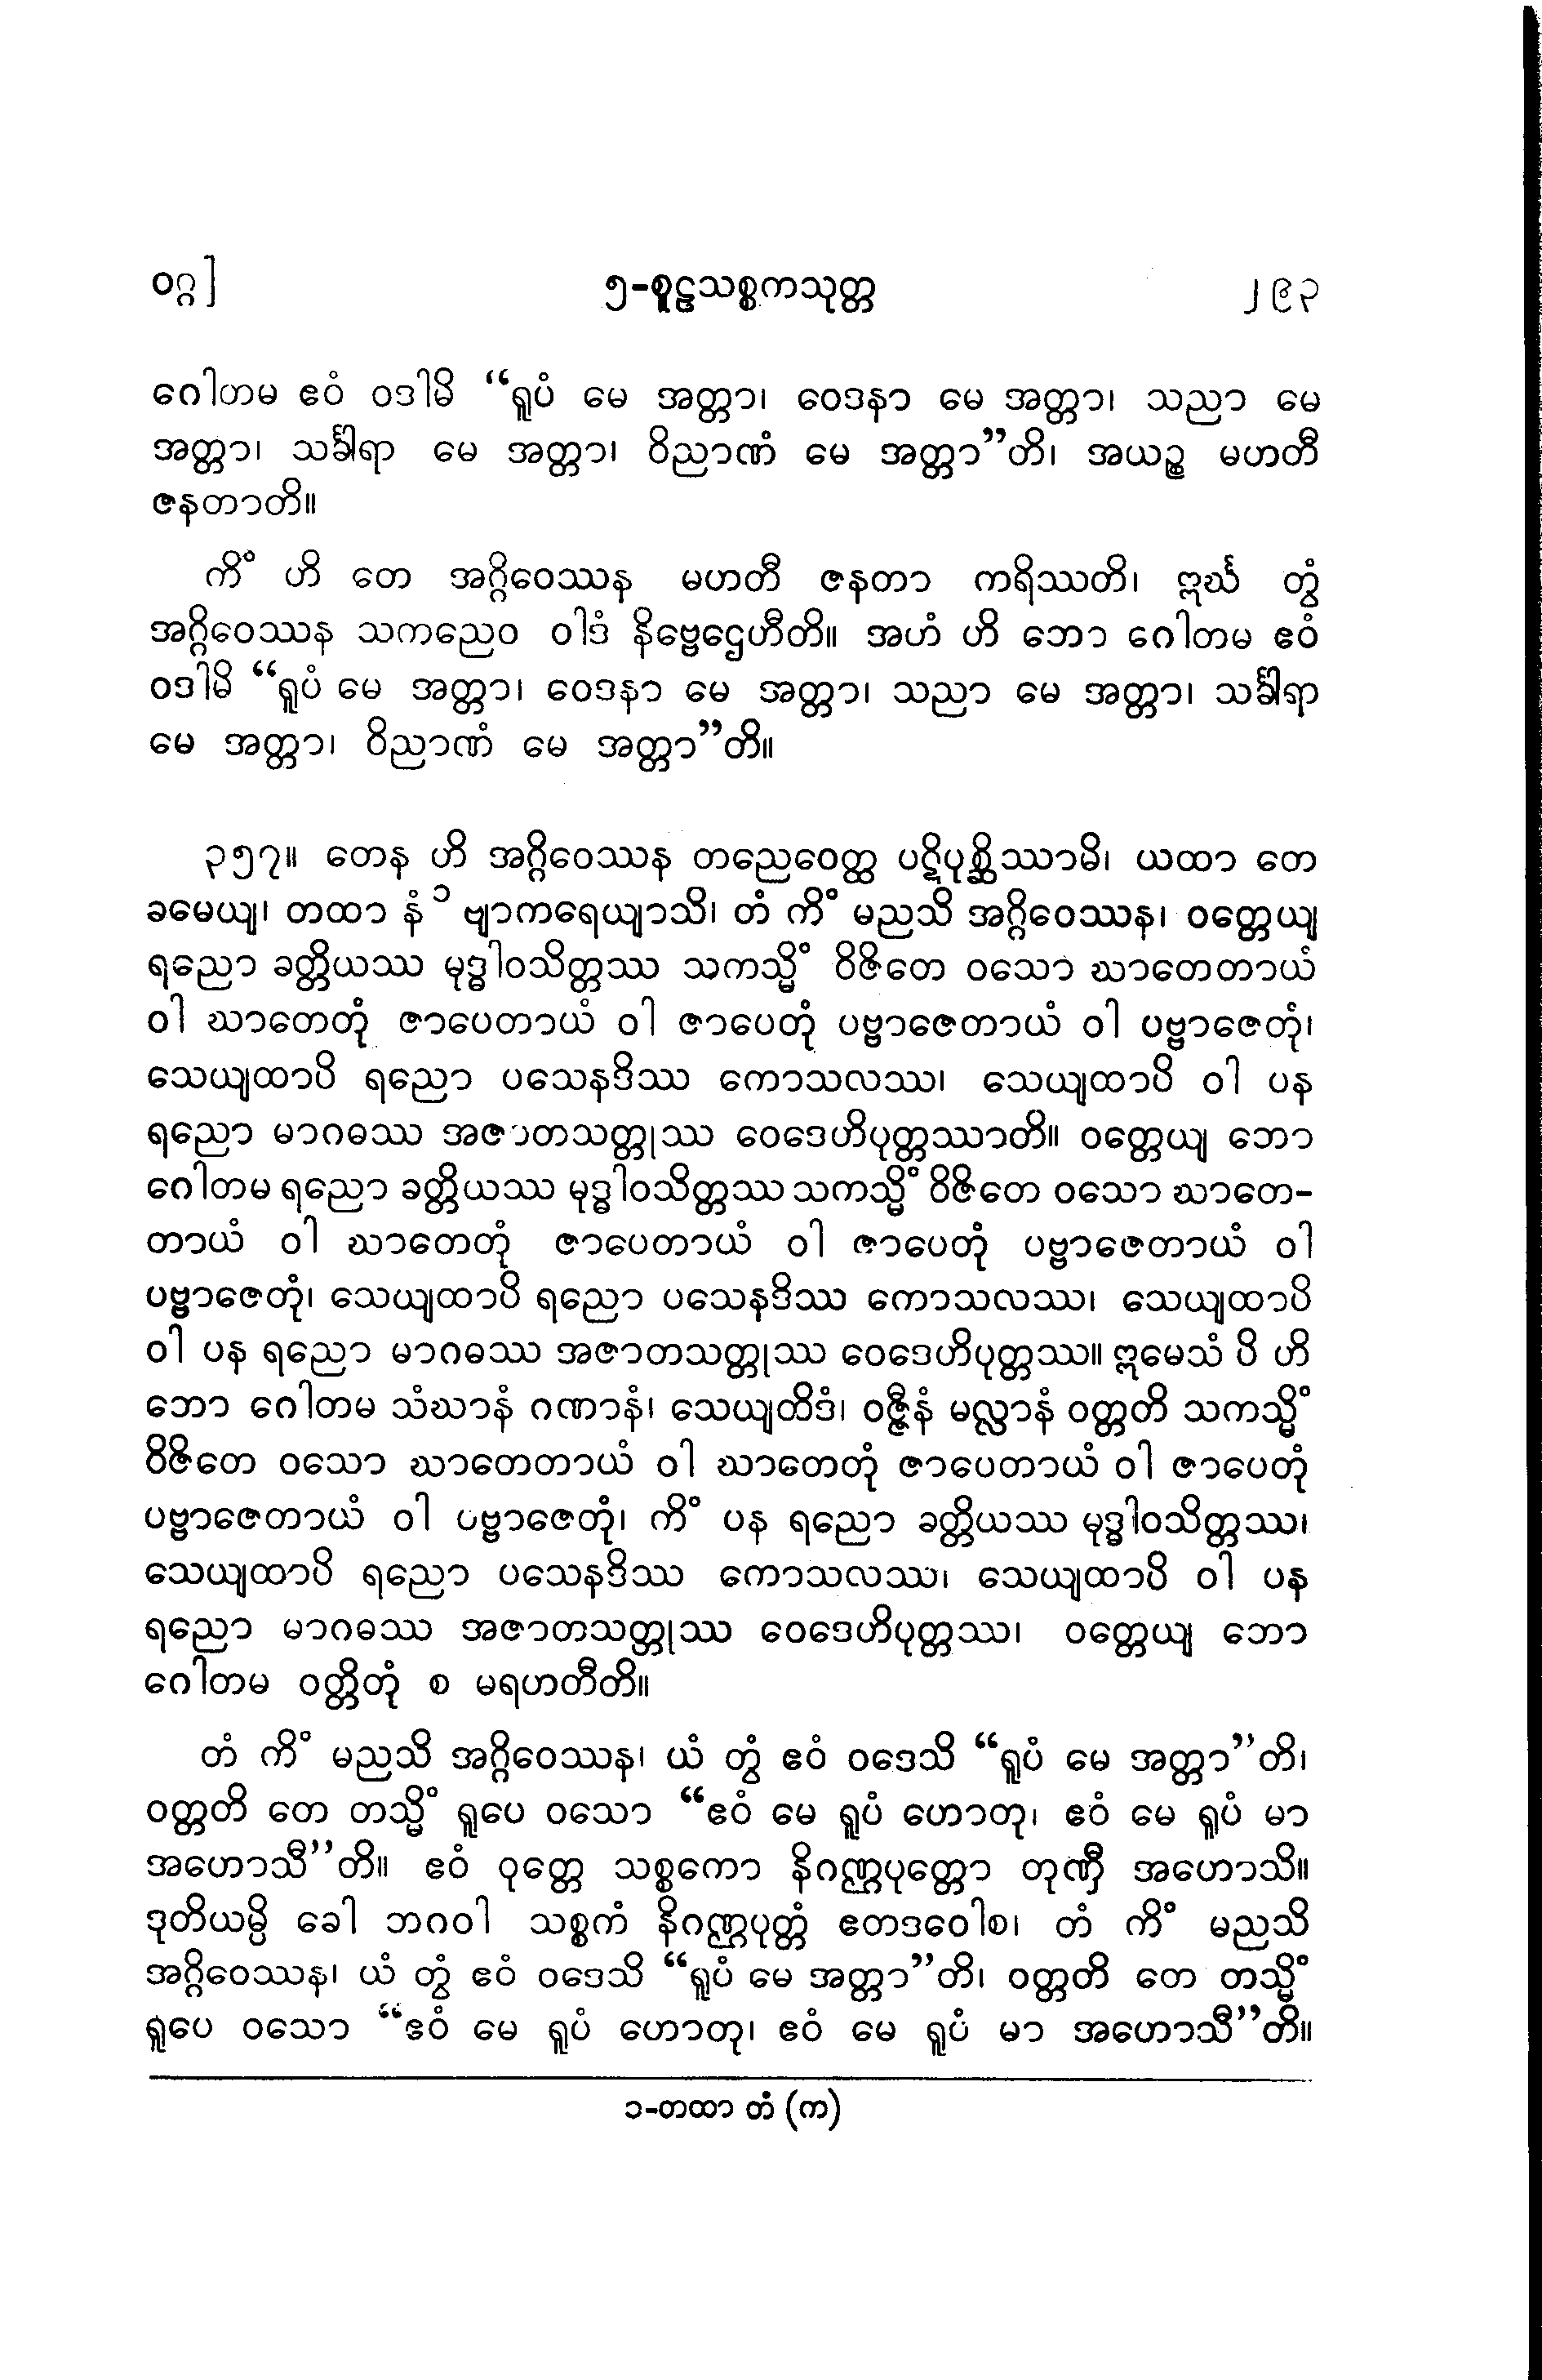 ဝဂ္ဂ]
၅-စူဠသစ္စကသုတ္တ
၂၉၃
ဂေါတမ ဧဝံ ဝဒါမိ “ရူပံ မေ အတ္တာ၊ ဝေဒနာ မေ အတ္တာ၊ သညာ မေ
အတ္တာ၊ သင်္ခါရာ မေ အတ္တာ၊ ဝိညာဏံ မေ အတ္တာ”တိ၊ အယဉ္စ မဟတီ
ဇနတာတိ။
ကိံ ဟိ တေ အဂ္ဂိဝေဿန မဟတီ ဇနတာ ကရိဿတိ၊ ဣင်္ဃ တွံ
အဂ္ဂိဝေဿန သကညေဝ ဝါဒံ နိဗ္ဗေဌေဟီတိ။ အဟံ ဟိ ဘော ဂေါတမ ဧဝံ
ဝဒါမိ “ရူပံ မေ အတ္တာ၊ ဝေဒနာ မေ အတ္တာ၊ သညာ မေ အတ္တာ၊ သင်္ခါရာ
မေ အတ္တာ၊ ဝိညာဏံ မေ အတ္တာ”တိ။
၃၅၇။ တေန ဟိ အဂ္ဂိဝေဿန တညေဝေတ္ထ ပဋိပုစ္ဆိဿာမိ၊ ယထာ တေ
ခမေယျ၊ တထာ နံ ၁ ဗျာကရေယျာသိ၊ တံ ကိံ မညသိ အဂ္ဂိဝေဿန၊ ဝတ္တေယျ
ရညော ခတ္တိယဿ မုဒ္ဓါဝသိတ္တဿ သကသ္မိံ ဝိဇိတေ ဝသော ဃာတေတာယံ
ဝါ ဃာတေတုံ ဇာပေတာယံ ဝါ ဇာပေတုံ ပဗ္ဗာဇေတာယံ ဝါ ပဗ္ဗာဇေတုံ၊
သေယျထာပိ ရညော ပသေနဒိဿ ကောသလဿ၊ သေယျထာပိ ဝါ ပန
ရညော မာဂဓဿ အဇာတသတ္တုဿ ဝေဒေဟိပုတ္တဿာတိ။ ဝတ္တေယျ ဘော
ဂေါတမ ရညော ခတ္တိယဿ မုဒ္ဓါဝသိတ္တဿ သကသ္မိံ ဝိဇိတေ ဝသော ဃာတေ-
တာယံ ဝါ ဃာတေတုံ ဇာပေတာယံ ဝါ ဇာပေတုံ ပဗ္ဗာဇေတာယံ ဝါ
ပဗ္ဗာဇေတုံ၊ သေယျထာပိ ရညော ပသေနဒိဿ ကောသလဿ၊ သေယျထာပိ
ဝါ ပန ရညော မာဂဓဿ အဇာတသတ္တုဿ ဝေဒေဟိပုတ္တဿ။ ဣမေသံ ပိ ဟိ
ဘော ဂေါတမ သံဃာနံ ဂဏာနံ၊ သေယျတိဒံ၊ ဝဇ္ဇီနံ မလ္လာနံ ဝတ္တတိ သကသ္မိံ
ဝိဇိတေ ဝသော ဃာတေတာယံ ဝါ ဃာတေတုံ ဇာပေတာယံ ဝါ ဇာပေတုံ
ပဗ္ဗာဇေတာယံ ဝါ ပဗ္ဗာဇေတုံ၊ ကိံ ပန ရညော ခတ္တိယဿ မုဒ္ဓါဝသိတ္တဿ၊
သေယျထာပိ ရညော ပသေနဒိဿ ကောသလဿ၊ သေယျထာပိ ဝါ ပန
ရညော မာဂဓဿ အဇာတသတ္တုဿ ဝေဒေဟိပုတ္တဿ၊ ဝတ္တေယျ ဘော
ဂေါတမ ဝတ္တိတုံ စ မရဟတီတိ။
တံ ကိံ မညသိ အဂ္ဂိဝေဿန၊ ယံ တွံ ဧဝံ ဝဒေသိ “ရူပံ မေ အတ္တာ”တိ၊
ဝတ္တတိ တေ တသ္မိံ ရူပေ ဝသော “ဧဝံ မေ ရူပံ ဟောတု၊ ဧဝံ မေ ရူပံ မာ
အဟောသီ”တိ။ ဧဝံ ဝုတ္တေ သစ္စကော နိဂဏ္ဌပုတ္တော တုဏှီ အဟောသိ။
ဒုတိယမ္ပိ ခေါ ဘဂဝါ သစ္စကံ နိဂဏ္ဌပုတ္တံ ဧတဒဝေါစ၊ တံ ကိံ မညသိ
အဂ္ဂိဝေဿန၊ ယံ တွံ ဧဝံ ဝဒေသိ “ရူပံ မေ အတ္တာ”တိ၊ ဝတ္တတိ တေ တသ္မိံ
ရူပေ ဝသော “ဧဝံ မေ ရူပံ ဟောတု၊ ဧဝံ မေ ရူပံ မာ အဟောသီ”တိ။
၁-တထာ တံ (က)